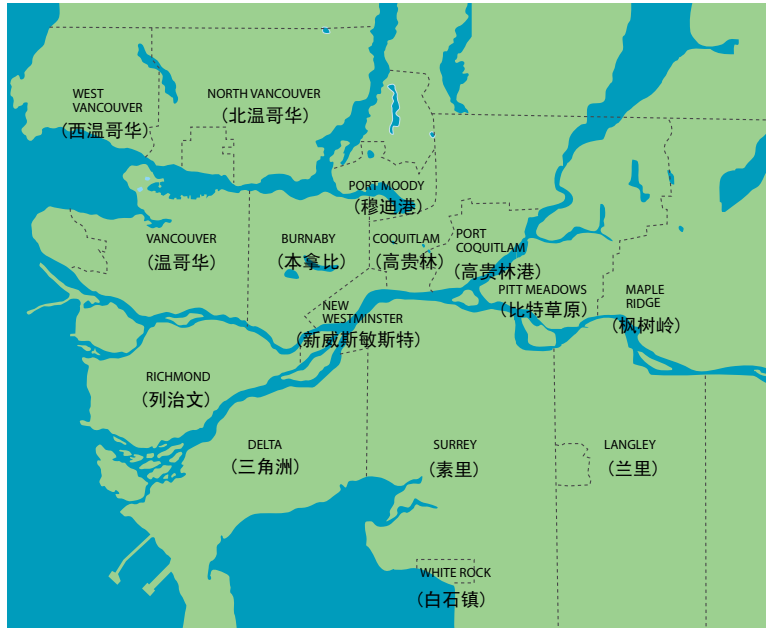 WEST
VANCOUVER
（西温哥华）
NORTH VANCOUVER
（北温哥华）
PORT MOODY
（穆迪港）
VANCOUVER
（温哥华）
BURNABY
（本拿比）
COQUITLAM
（高贵林）
PORT
COQUITLAM
（高贵林港）
PITT MEADOWS
（比特草原）
MAPLE
RIDGE
（枫树岭）
NEW
WESTMINSTER
（新威斯敏斯特）
RICHMOND
（列治文）
DELTA
（三角洲）
SURREY
（素里）
LANGLEY
（兰里）
WHITE ROCK
（白石镇）